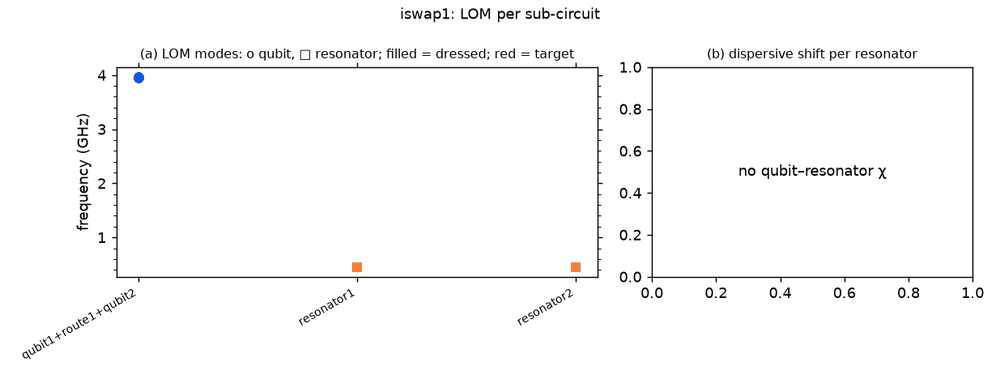 iswap1: LOM per sub-circuit
(a) LOM modes: o qubit, □ resonator; filled = dressed; red = target
frequency (GHz)
4
3
2
1
qubit1+route1+qubit2
resonator1
resonator2
(b) dispersive shift per resonator
1.0
0.8
0.6
0.4
0.2
0.0
no qubit–resonator χ
0.0 0.2 0.4 0.6 0.8 1.0